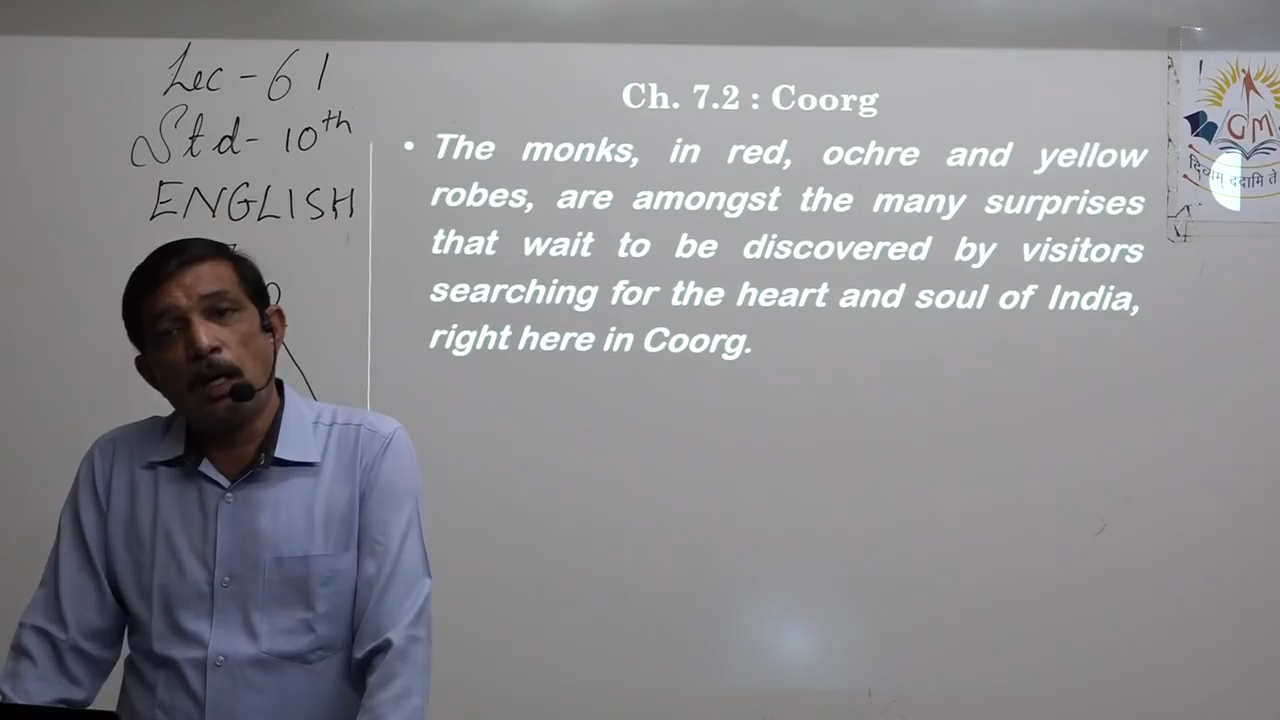 Lec - 61
Std - 10th
ENGLISH
Ch. 7.2 : Coorg
• The monks, in red, ochre and yellow
robes, are amongst the many surprises
that wait to be discovered by visitors
searching for the heart and soul of India,
right here in Coorg.
GM
दिव्यम् ददामि ते